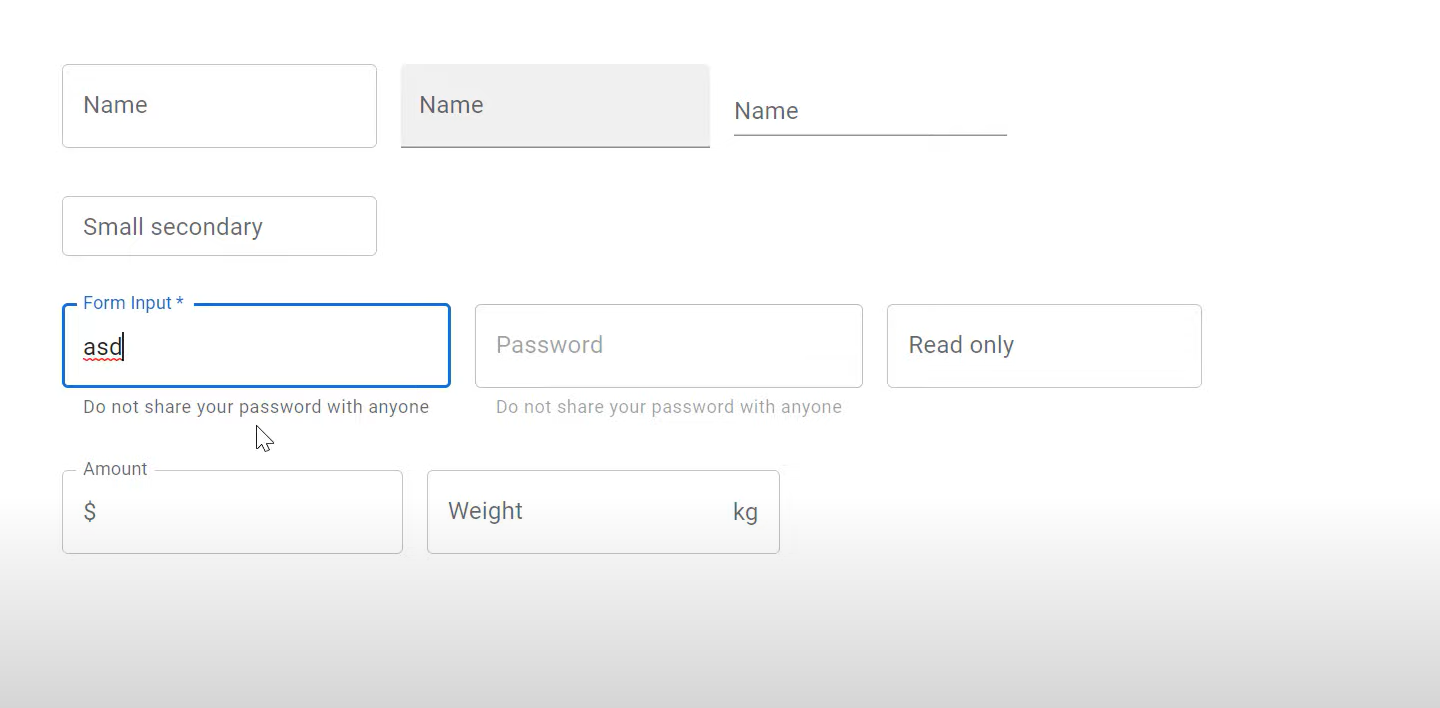 Name
Name
Name
Small secondary
Form Input *
asd
Password
Read only
Do not share your password with anyone
Do not share your password with anyone
Amount
$
Weight
kg